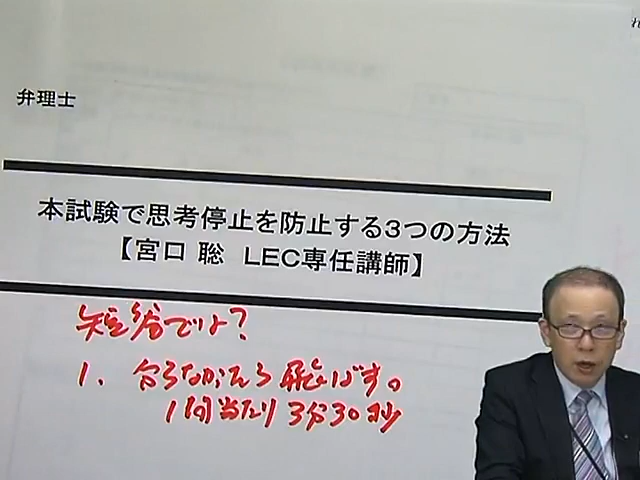 れ
弁理士
本試験で思考停止を防止する3つの方法
【宮口 聡 LEC専任講師】
短答でよ?
1. 分らなかったら飛ばす。
1問当たり 3分30秒